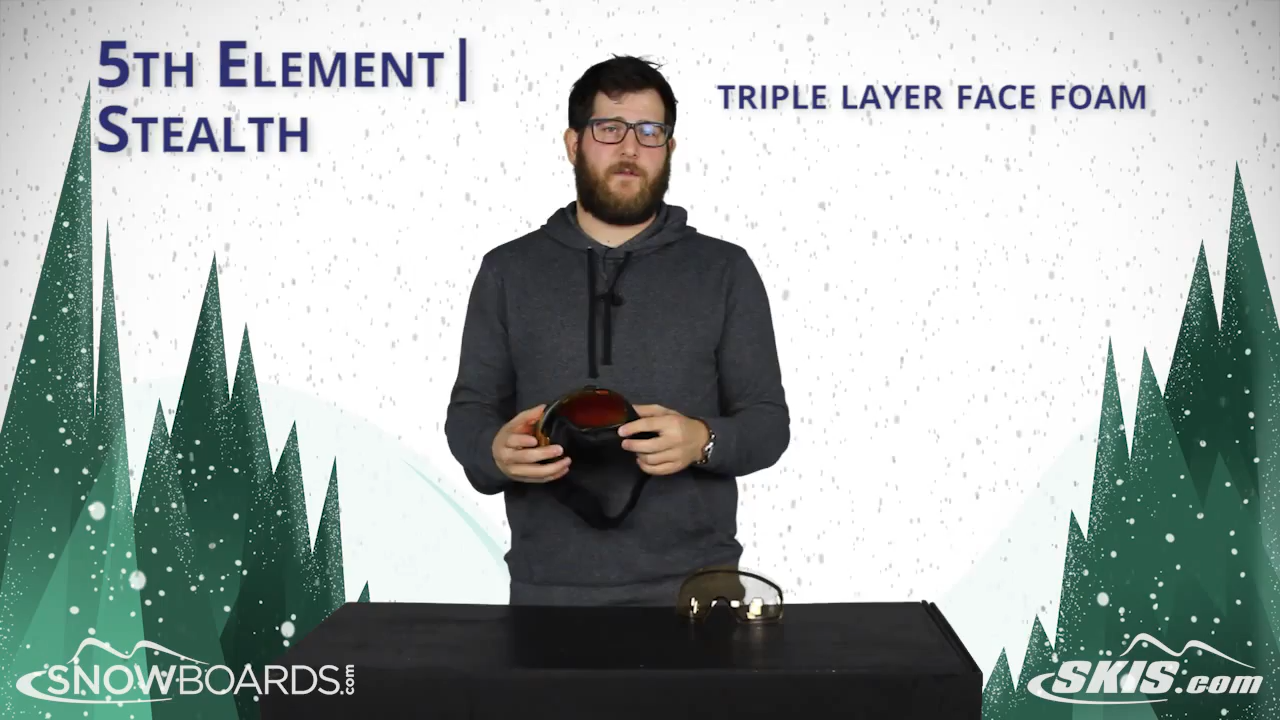 5th Element|
Stealth
TRIPLE LAYER FACE FOAM
SNOWBOARDS.com
SKIS.com